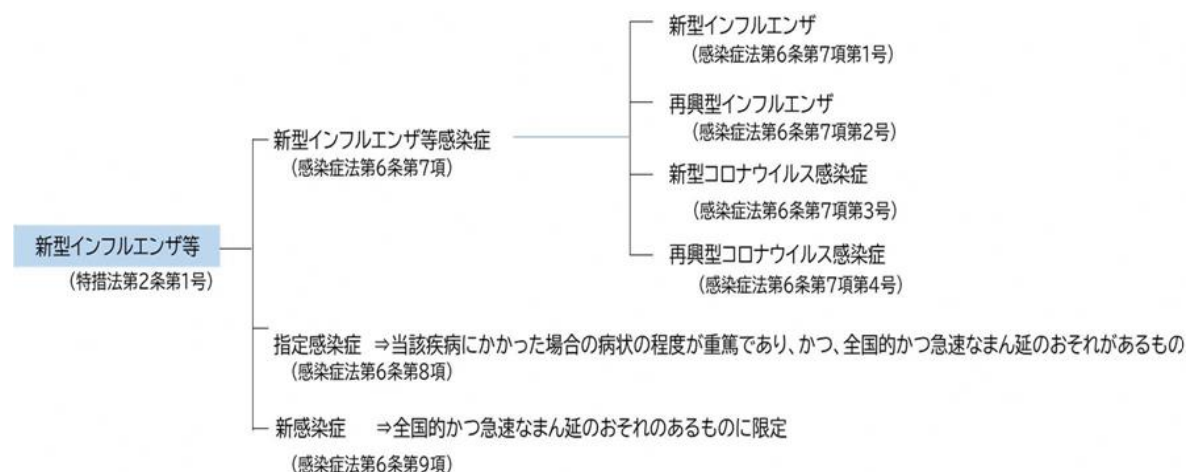 新型インフルエンザ
(感染症法第6条第7項第1号)
再興型インフルエンザ
(感染症法第6条第7項第2号)
新型インフルエンザ等感染症
(感染症法第6条第7項)
新型コロナウイルス感染症
(感染症法第6条第7項第3号)
再興型コロナウイルス感染症
(感染症法第6条第7項第4号)
新型インフルエンザ等
(特措法第2条第1号)
指定感染症 ⇒当該疾病にかかった場合の病状の程度が重篤であり、かつ、全国的かつ急速なまん延のおそれがあるもの
(感染症法第6条第8項)
新感染症 ⇒全国的かつ急速なまん延のおそれのあるものに限定
(感染症法第6条第9項)